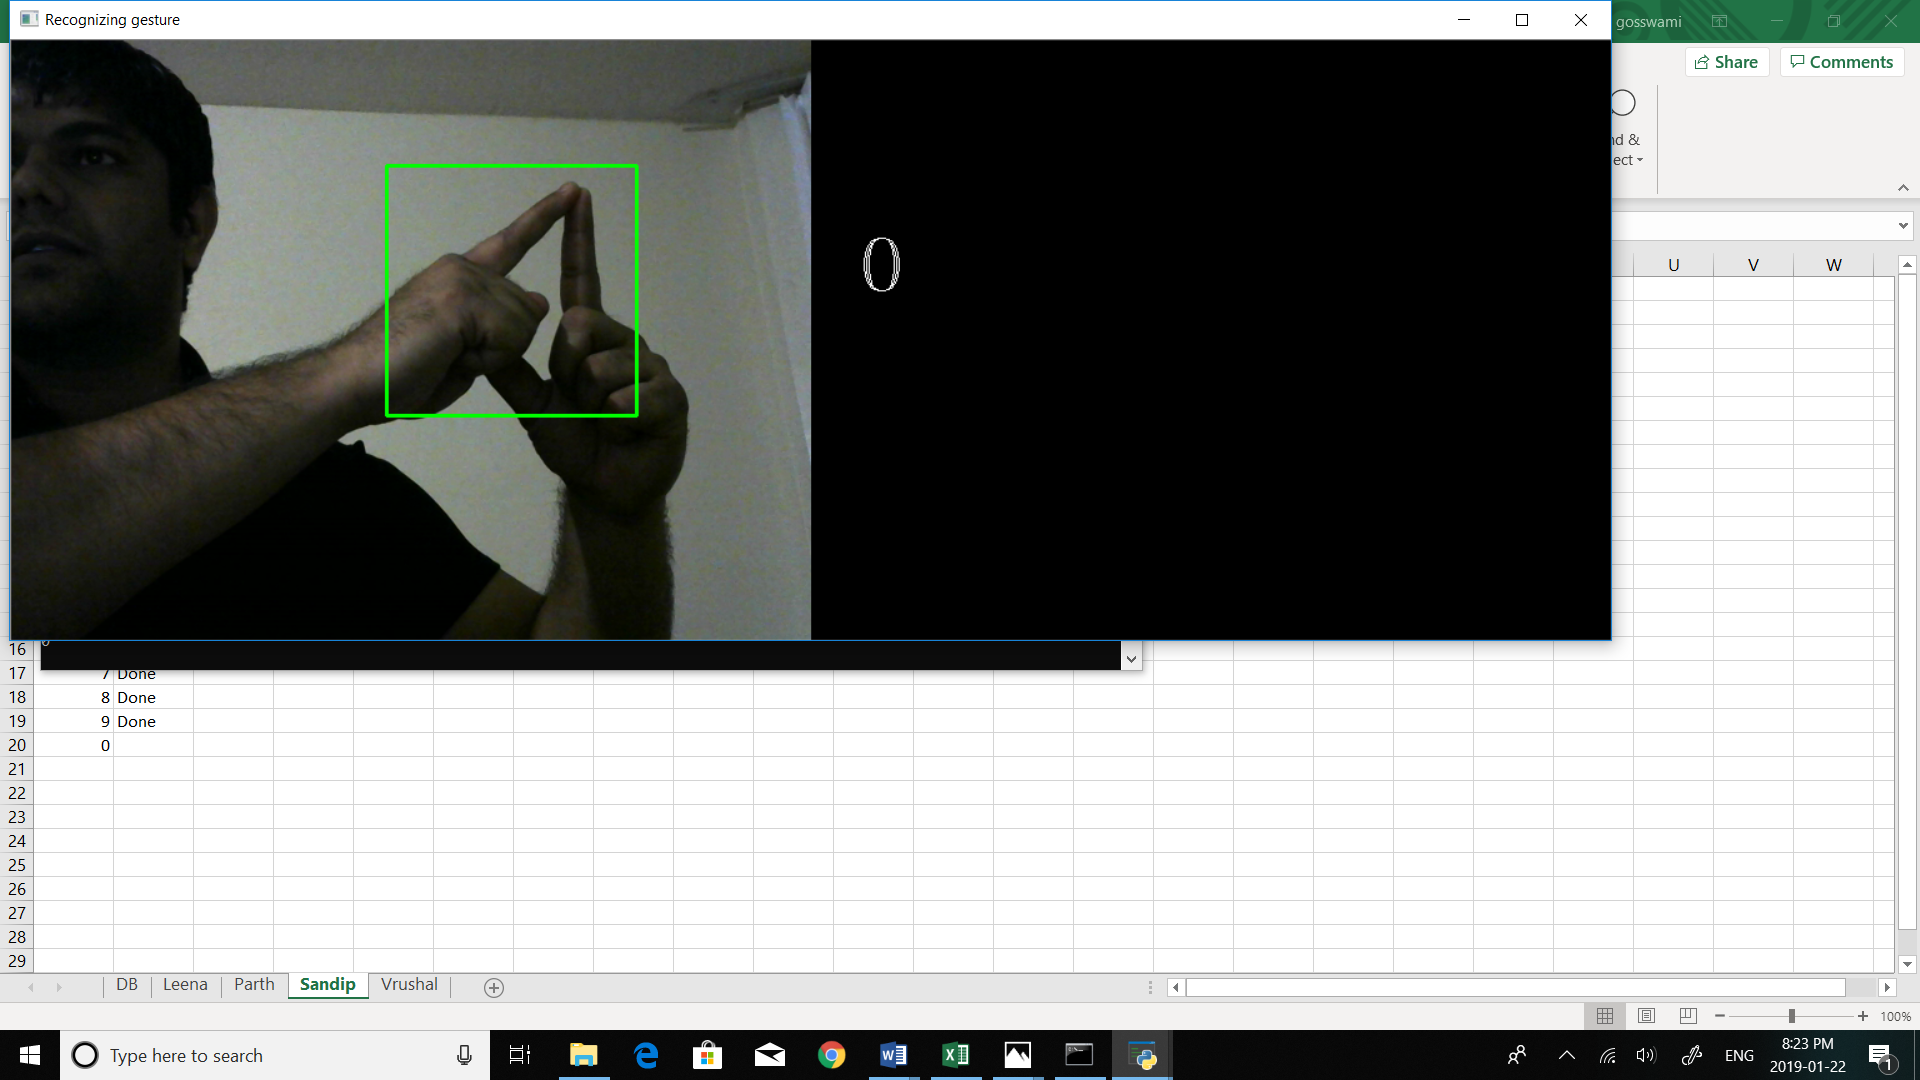 Recognizing gesture
gosswami
Share
Comments
nd &
ect
0
U V W
16
17 7 Done
18 8 Done
19 9 Done
20 0
21
22
23
24
25
26
27
28
29
DB Leena Parth Sandip Vrushal
100%
Type here to search
ENG
8:23 PM
2019-01-22
1